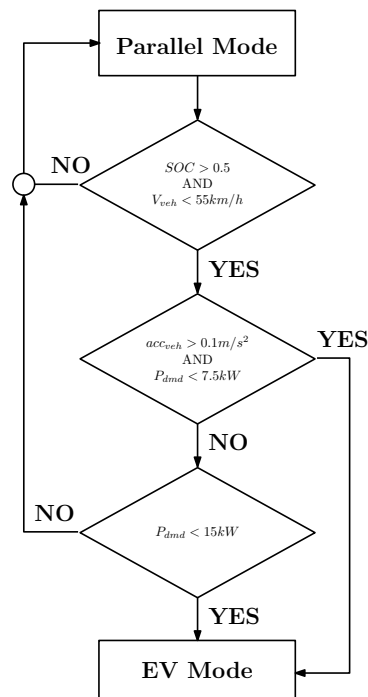 Parallel Mode
NO
SOC > 0.5
AND
V_veh < 55km/h
YES
acc_veh > 0.1m/s²
AND
P_dmd < 7.5kW
YES
NO
NO
P_dmd < 15kW
YES
EV Mode